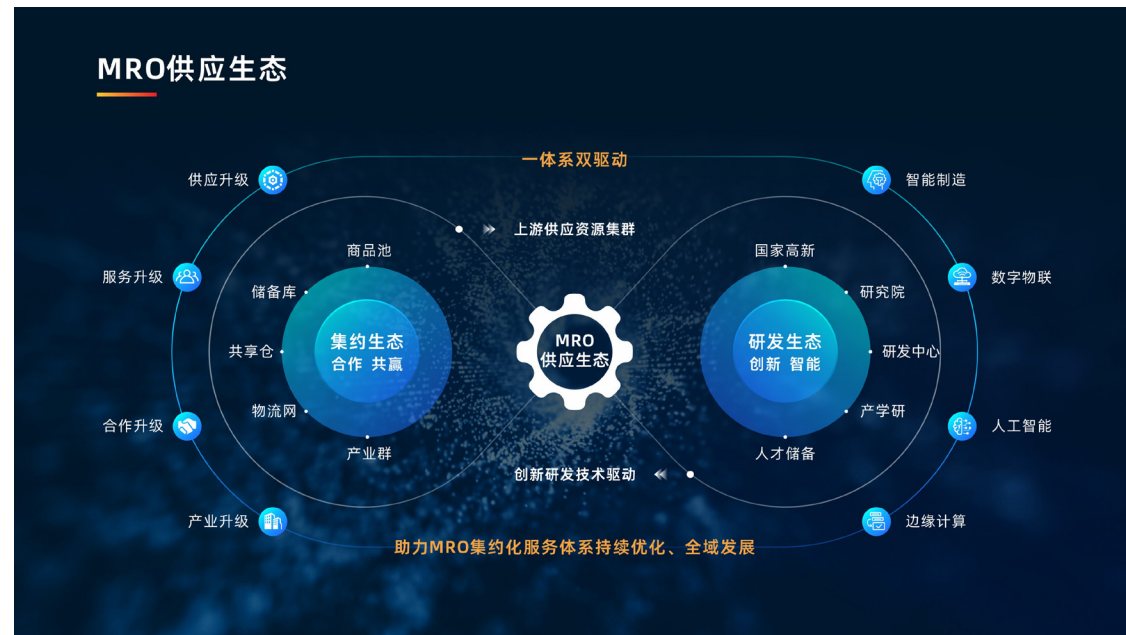 MRO供应生态
一体系双驱动
供应升级
服务升级
合作升级
产业升级
上游供应资源集群
商品池
储备库
共享仓
物流网
产业群
集约生态
合作 共赢
MRO
供应生态
研发生态
创新 智能
国家高新
研究院
研发中心
产学研
人才储备
创新研发技术驱动
智能制造
数字物联
人工智能
边缘计算
助力MRO集约化服务体系持续优化、全域发展